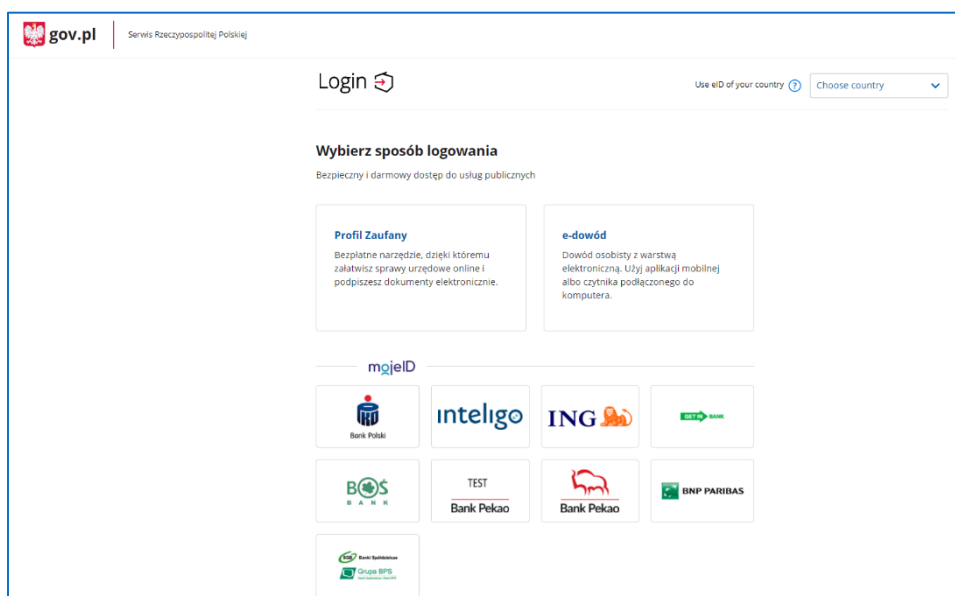 gov.pl
Serwis Rzeczypospolitej Polskiej
Login
Use eID of your country ?
Choose country
Wybierz sposób logowania
Bezpieczny i darmowy dostęp do usług publicznych
Profil Zaufany
Bezpłatne narzędzie, dzięki któremu
załatwisz sprawy urzędowe online i
podpiszesz dokumenty elektronicznie.
e-dowód
Dowód osobisty z warstwą
elektroniczną. Użyj aplikacji mobilnej
albo czytnika podłączonego do
komputera.
mojeID
Bank Polski
inteligo
ING
GET IN BANK
BOŚ
BANK
TEST
Bank Pekao
Bank Pekao
BNP PARIBAS
SGB Banki Spółdzielcze
Grupa BPS